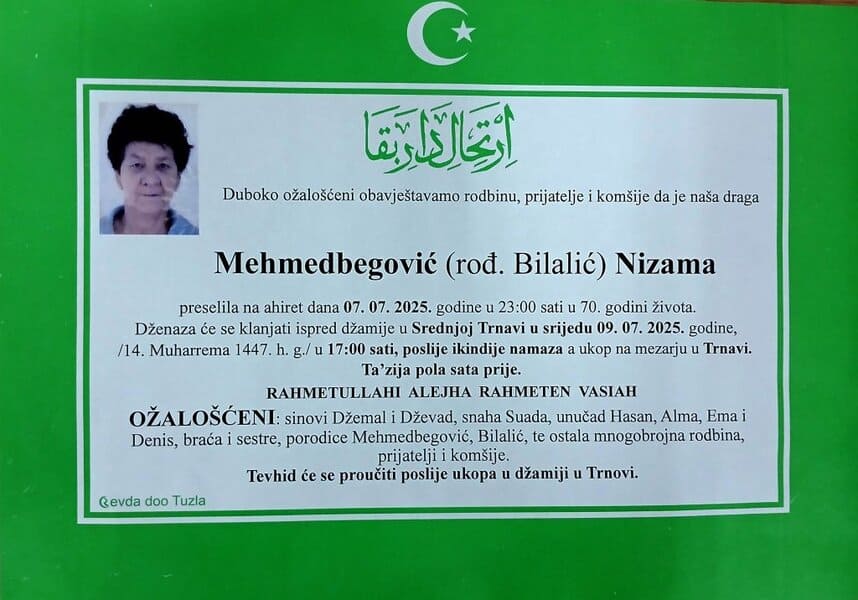 اِرْتِحَالِ دَارِبَقَا
Duboko ožalošćeni obavještavamo rodbinu, prijatelje i komšije da je naša draga
Mehmedbegović (rođ. Bilalić) Nizama
preselila na ahiret dana 07. 07. 2025. godine u 23:00 sati u 70. godini života.
Dženaza će se klanjati ispred džamije u Srednjoj Trnavi u srijedu 09. 07. 2025. godine,
/14. Muharrema 1447. h. g./ u 17:00 sati, poslije ikindije namaza a ukop na mezarju u Trnavi.
Ta’zija pola sata prije.
RAHMETULLAHI ALEJHA RAHMETEN VASIAH
OŽALOŠĆENI: sinovi Džemal i Dževad, snaha Suada, unučad Hasan, Alma, Ema i
Denis, braća i sestre, porodice Mehmedbegović, Bilalić, te ostala mnogobrojna rodbina,
prijatelji i komšije.
Tevhid će se proučiti poslije ukopa u džamiji u Trnovi.
evda doo Tuzla